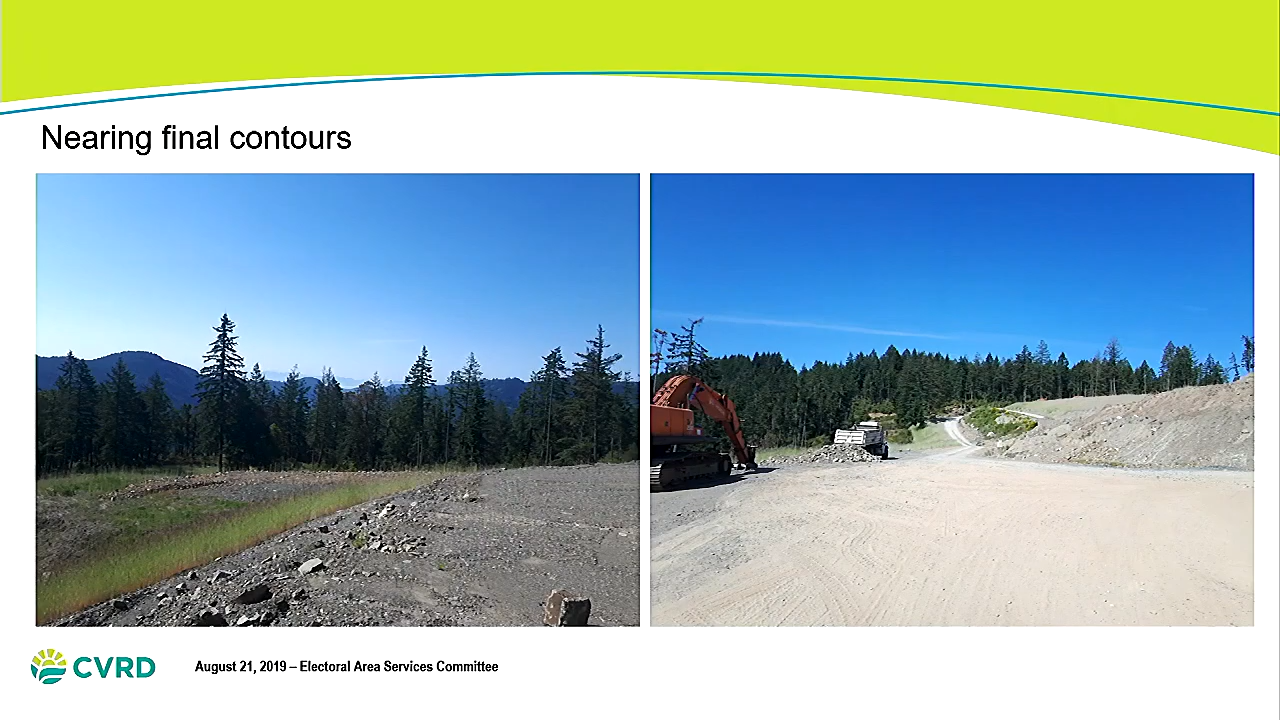 Nearing final contours
CVRD
August 21, 2019 – Electoral Area Services Committee